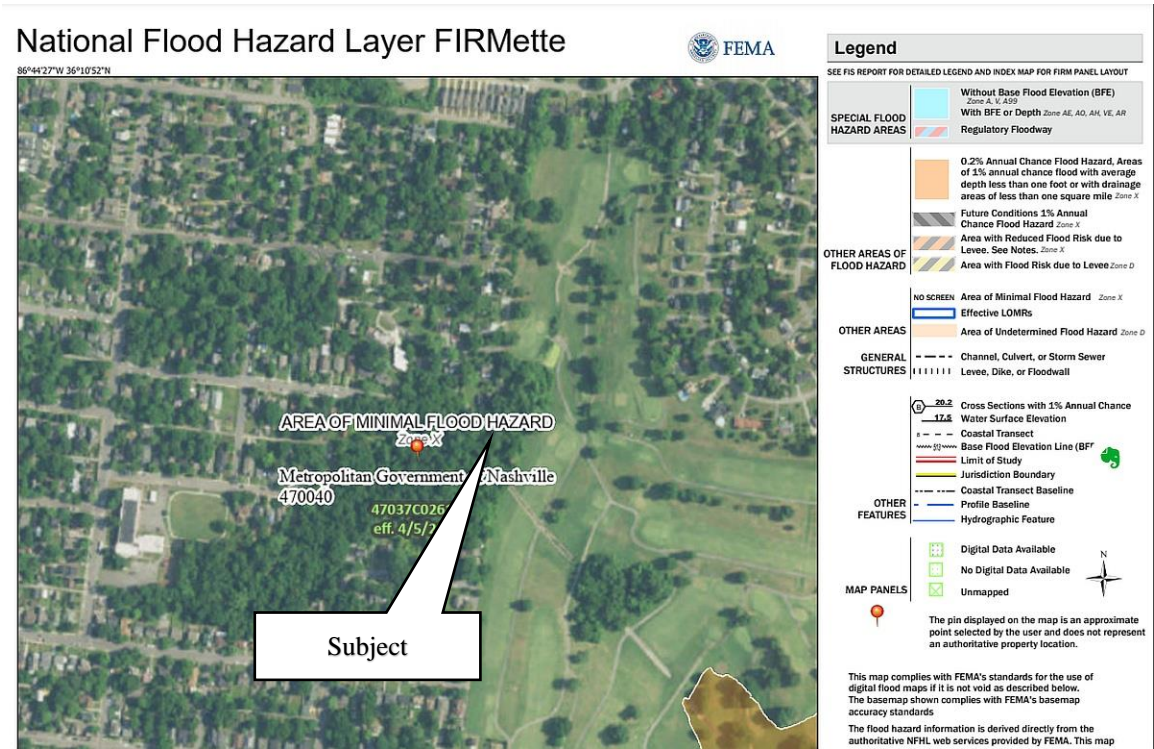 National Flood Hazard Layer FIRMette
FEMA
86°44'27"W 36°10'52"N
AREA OF MINIMAL FLOOD HAZARD
Zone X
Metropolitan Government Nashville
470040
eff.
Subject
Legend
SEE FIS REPORT FOR DETAILED LEGEND AND INDEX MAP FOR FIRM PANEL LAYOUT
SPECIAL FLOOD
HAZARD AREAS
Without Base Flood Elevation (BFE)
Zone A, V, A99
With BFE or Depth Zone AE, AO, AH, VE, AR
Regulatory Floodway
0.2% Annual Chance Flood Hazard, Areas
of 1% annual chance flood with average
depth less than one foot or with drainage
areas of less than one square mile Zone X
Future Conditions 1% Annual
Chance Flood Hazard Zone X
Area with Reduced Flood Risk due to
Levee. See Notes. Zone X
OTHER AREAS OF
FLOOD HAZARD
Area with Flood Risk due to Levee Zone D
NO SCREEN Area of Minimal Flood Hazard Zone X
Effective LOMRs
OTHER AREAS
Area of Undetermined Flood Hazard Zone D
GENERAL
STRUCTURES
Channel, Culvert, or Storm Sewer
Levee, Dike, or Floodwall
B 20.2 Cross Sections with 1% Annual Chance
17.5 Water Surface Elevation
8 Coastal Transect
513 Base Flood Elevation Line (BFE
Limit of Study
Jurisdiction Boundary
Coastal Transect Baseline
OTHER
FEATURES
Profile Baseline
Hydrographic Feature
Digital Data Available
No Digital Data Available
Unmapped
MAP PANELS
N
The pin displayed on the map is an approximate
point selected by the user and does not represent
an authoritative property location.
This map complies with FEMA's standards for the use of
digital flood maps if it is not void as described below.
The basemap shown complies with FEMA's basemap
accuracy standards
The flood hazard information is derived directly from the
authoritative NFHL web services provided by FEMA. This map